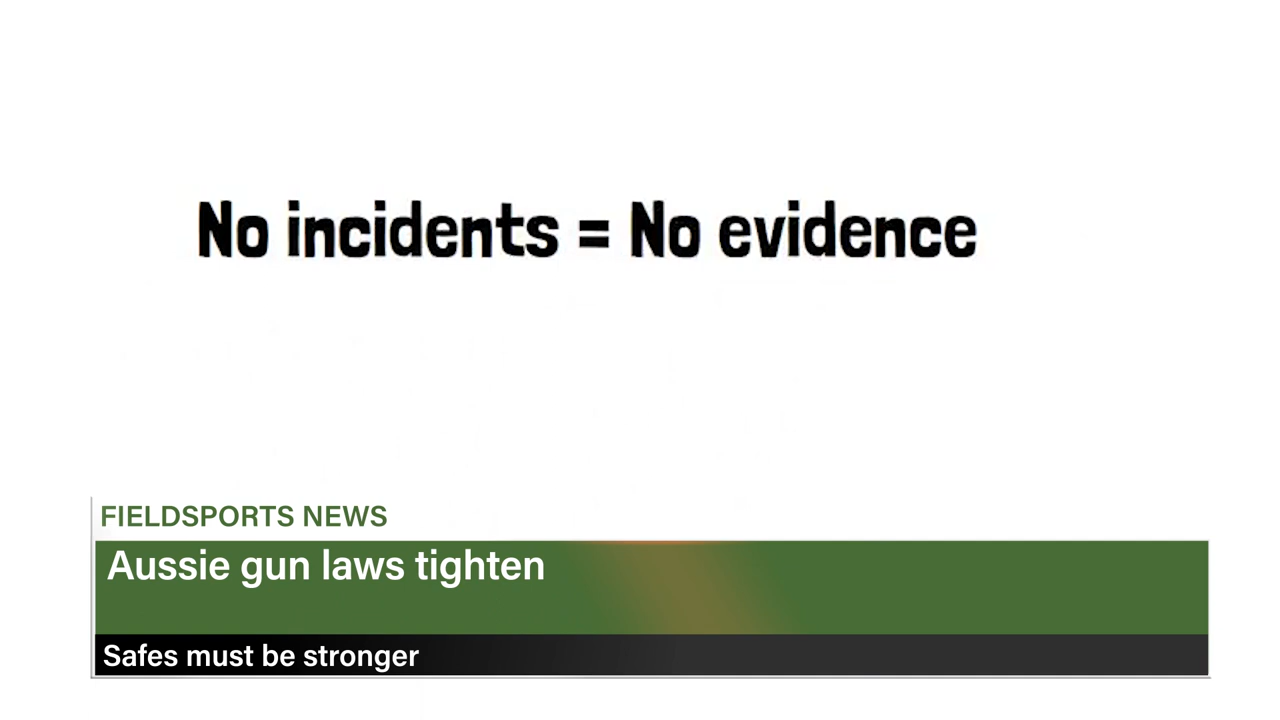 No incidents = No evidence
FIELDSPORTS NEWS
Aussie gun laws tighten
Safes must be stronger